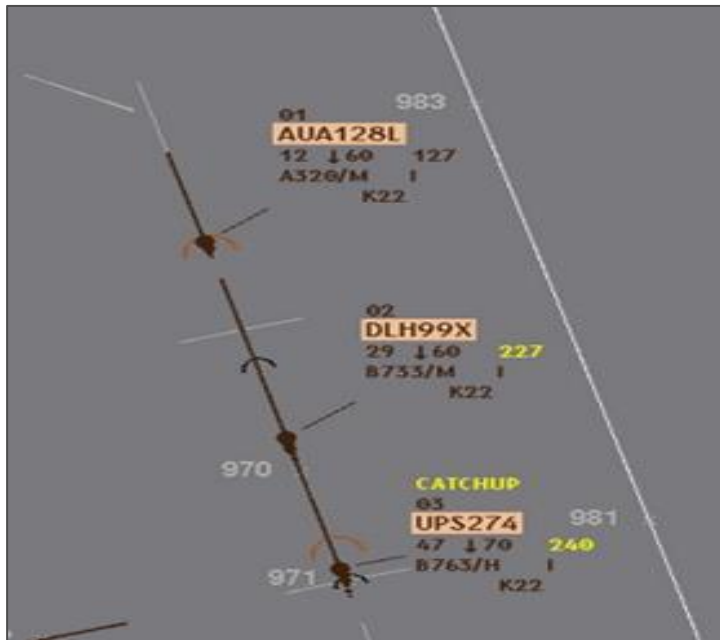 983
01
AUA128L
12 ↓60 127
A320/M I
K22
02
DLH99X
29 ↓60 227
B733/M I
K22
970
CATCHUP
03
UPS274
981
47 ↓70 240
971
B763/H I
K22